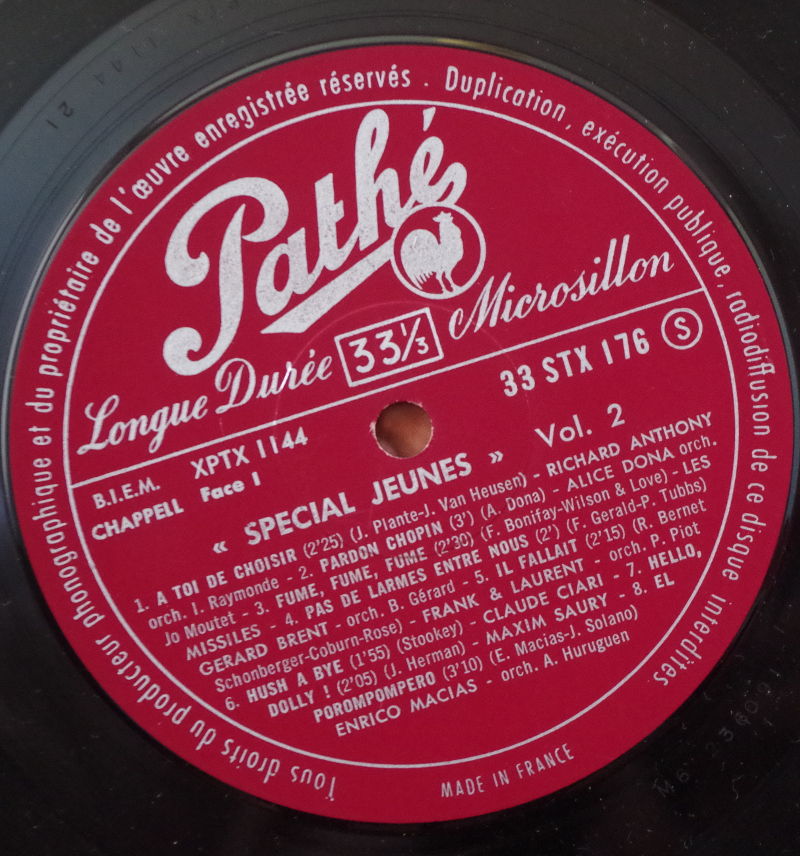 Tous droits du producteur phonographique et du propriétaire de l'œuvre enregistrée réservés . Duplication, exécution publique, radiodiffusion de ce disque interdites.
Pathé
Longue Durée 33 1/3 Microsillon
B.I.E.M. XPTX 1144 33 STX 176 S
CHAPPELL Face 1
« SPECIAL JEUNES » Vol. 2
1. A TOI DE CHOISIR (2'25) (J. Plante-J. Van Heusen) - RICHARD ANTHONY
orch. I. Raymonde - 2. PARDON CHOPIN (3') (A. Dona) - ALICE DONA orch.
Jo Moutet - 3. FUME, FUME, FUME (2'30) (F. Bonifay-Wilson & Love) - LES
MISSILES - 4. PAS DE LARMES ENTRE NOUS (2') (F. Gerald-P. Tubbs)
GERARD BRENT - orch. B. Gérard - 5. IL FALLAIT (2'15) (R. Bernet
Schonberger-Coburn-Rose) - FRANK & LAURENT - orch. P. Piot
6. HUSH A BYE (1'55) (Stookey) - CLAUDE CIARI - 7. HELLO,
DOLLY ! (2'05) (J. Herman) - MAXIM SAURY - 8. EL
POROMPOMPERO (3'10) (E. Macias-J. Solano)
ENRICO MACIAS - orch. A. Huruguen
MADE IN FRANCE